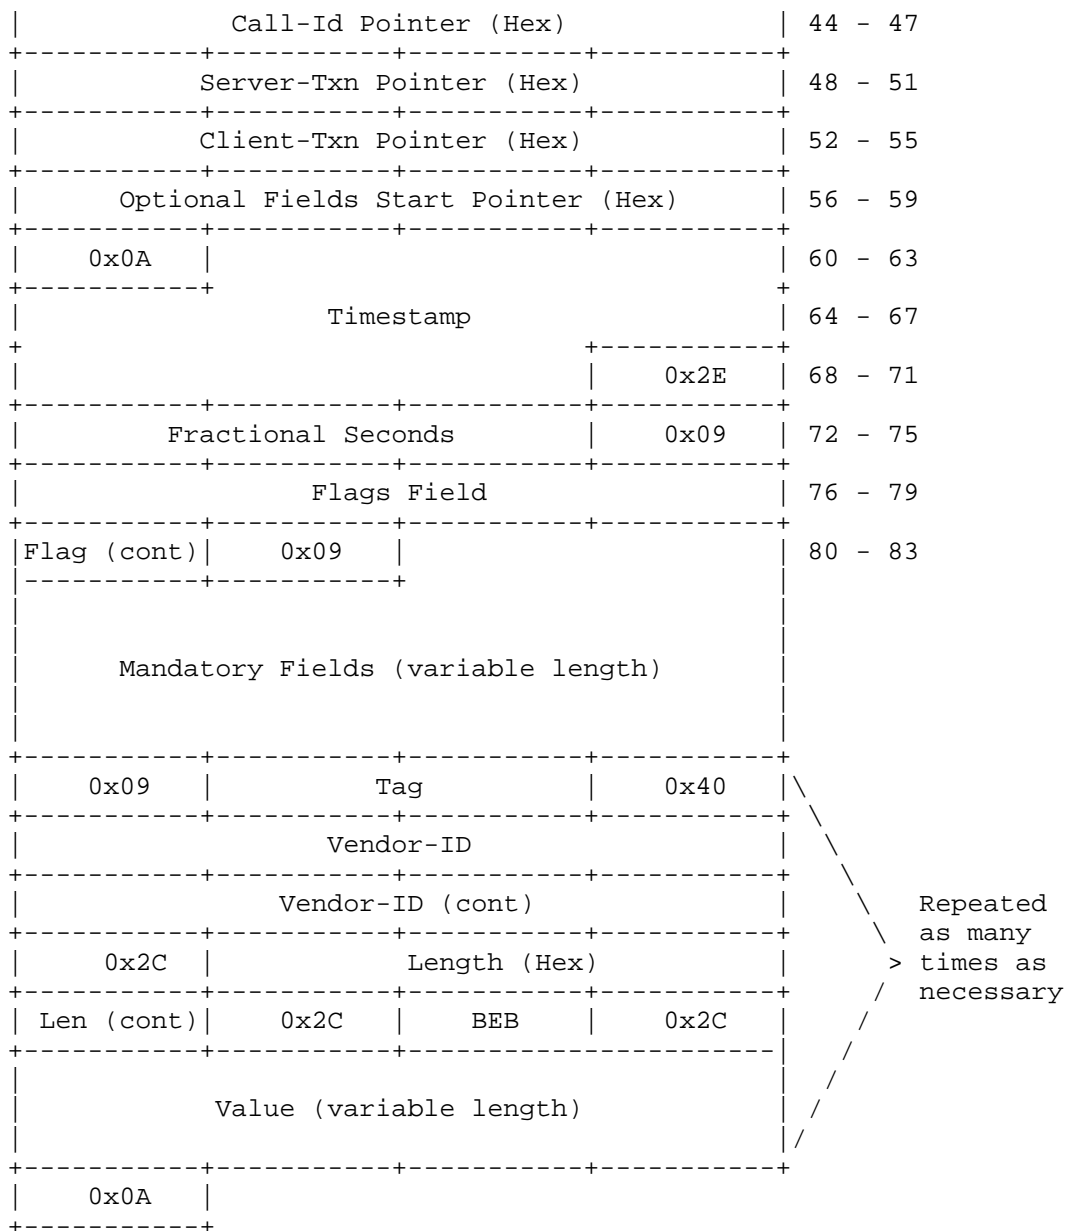 Call-Id Pointer (Hex) 44 - 47
Server-Txn Pointer (Hex) 48 - 51
Client-Txn Pointer (Hex) 52 - 55
Optional Fields Start Pointer (Hex) 56 - 59
0x0A 60 - 63
Timestamp 64 - 67
0x2E 68 - 71
Fractional Seconds 0x09 72 - 75
Flags Field 76 - 79
Flag (cont) 0x09 80 - 83
Mandatory Fields (variable length)
0x09 Tag 0x40
Vendor-ID
Vendor-ID (cont) Repeated
as many
0x2C Length (Hex) > times as
necessary
Len (cont) 0x2C BEB 0x2C
Value (variable length)
0x0A